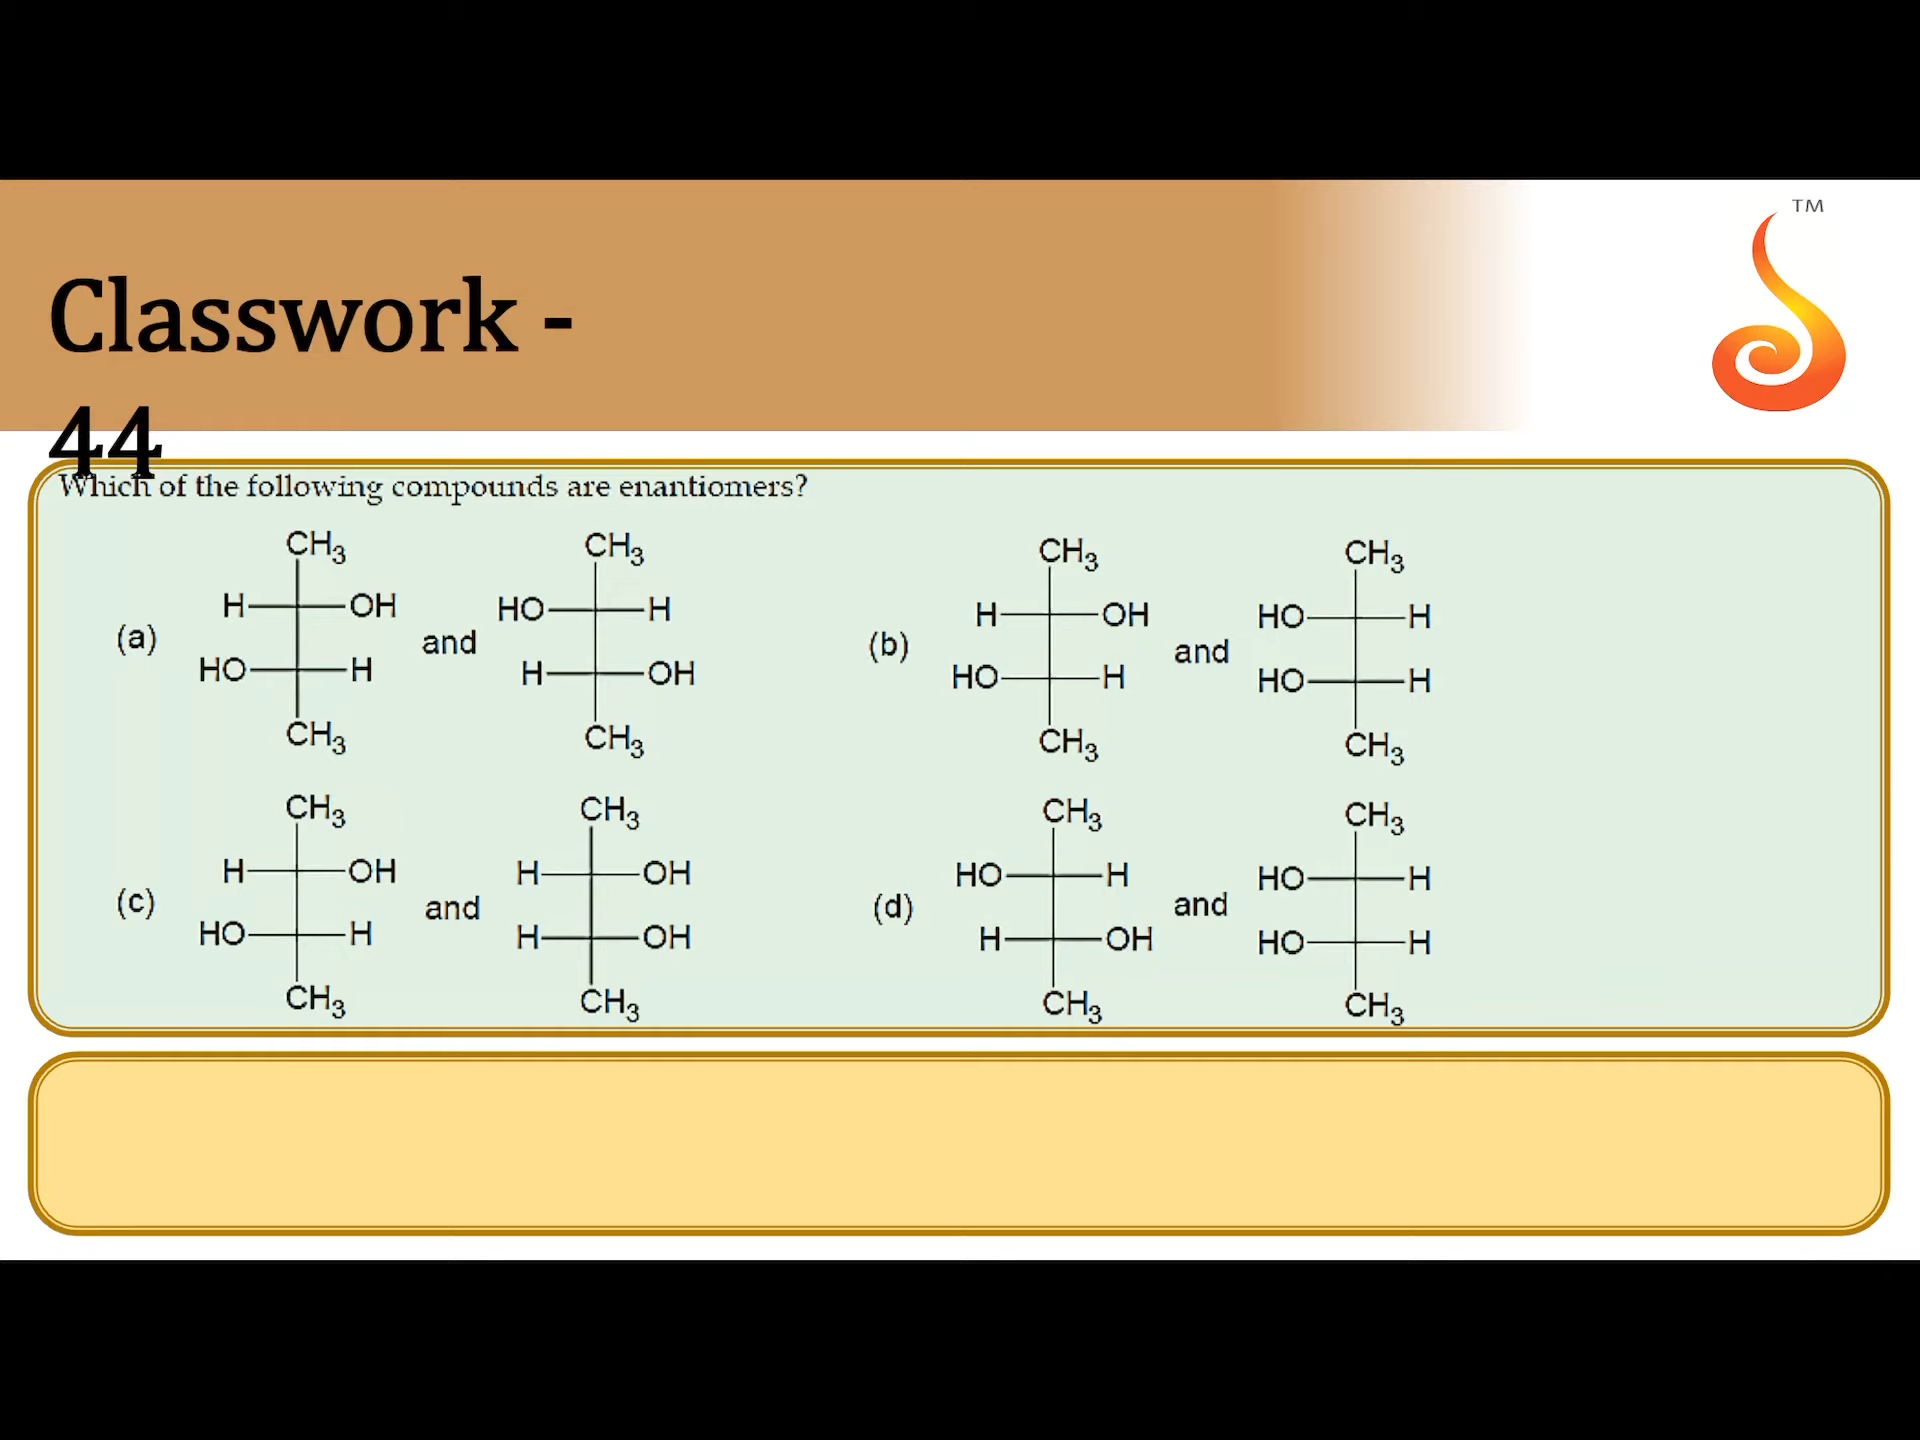 TM
Classwork -
44
Which of the following compounds are enantiomers?
CH3 CH3 CH3 CH3
H OH HO H H OH HO H
(a) and (b) and
HO H H OH HO H HO H
CH3 CH3 CH3 CH3
CH3 CH3 CH3 CH3
H OH H OH HO H HO H
(c) and (d) and
HO H H OH H OH HO H
CH3 CH3 CH3 CH3